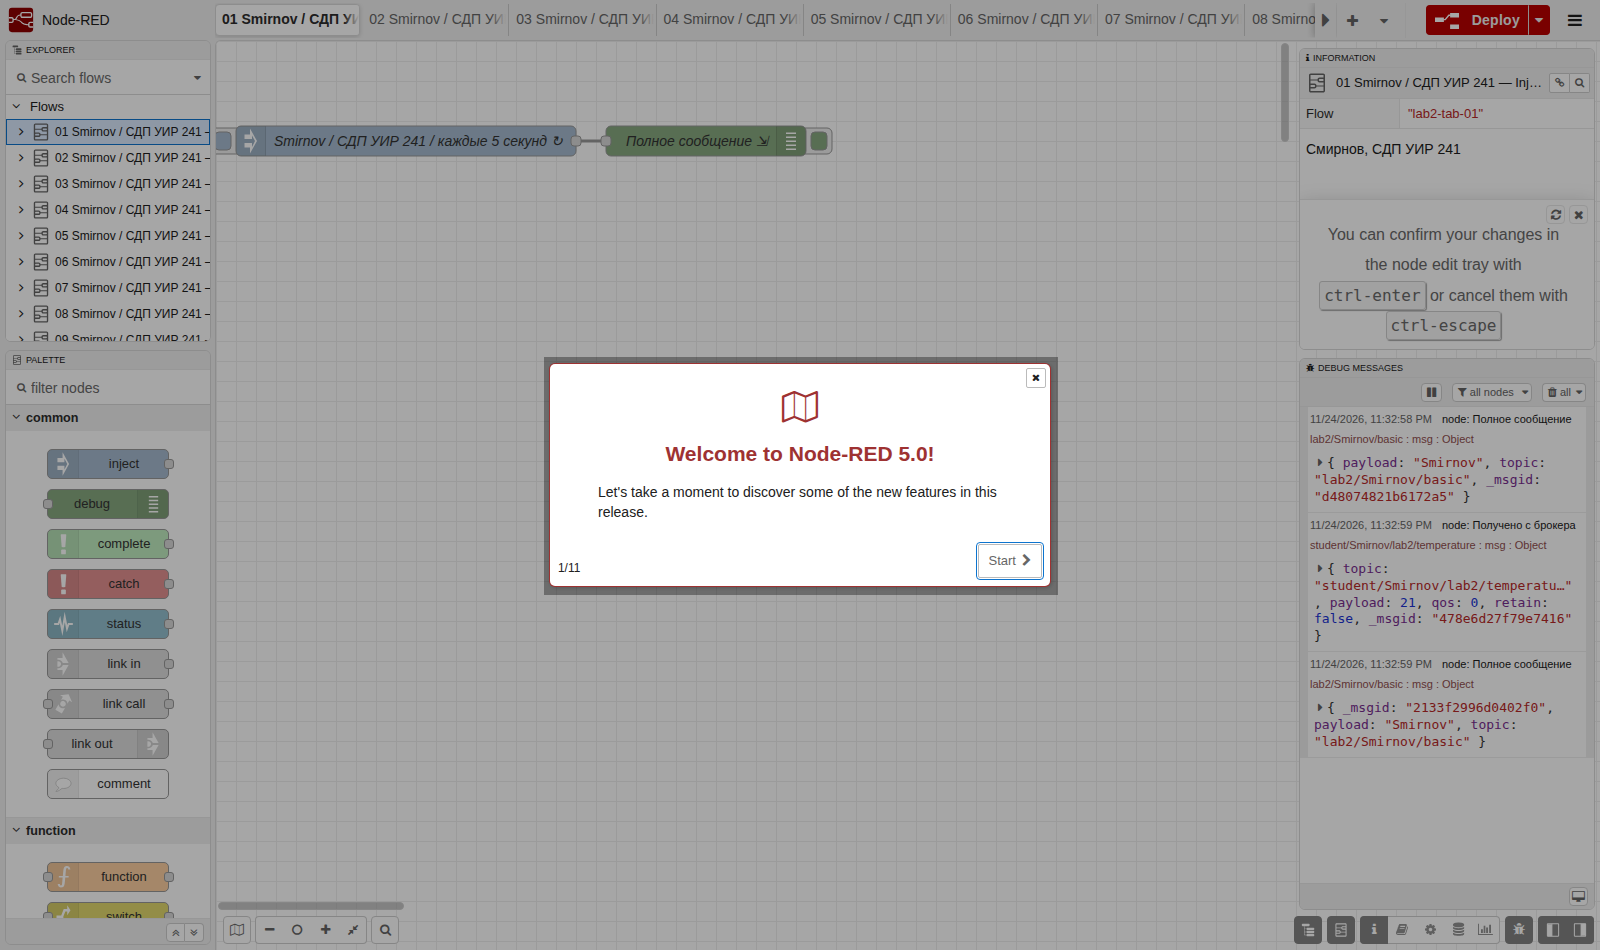 Node-RED
01 Smirnov / СДП У
02 Smirnov / СДП УИ
03 Smirnov / СДП УИ
04 Smirnov / СДП УИ
05 Smirnov / СДП УИ
06 Smirnov / СДП УИ
07 Smirnov / СДП УИ
08 Smirno
Deploy
EXPLORER
Search flows
Flows
01 Smirnov / СДП УИР 241 –
02 Smirnov / СДП УИР 241 –
03 Smirnov / СДП УИР 241 –
04 Smirnov / СДП УИР 241 –
05 Smirnov / СДП УИР 241 –
06 Smirnov / СДП УИР 241 –
07 Smirnov / СДП УИР 241 –
08 Smirnov / СДП УИР 241 –
09 Smirnov / СДП УИР 241 -
PALETTE
filter nodes
common
inject
debug
complete
catch
status
link in
link call
link out
comment
function
function
switch
Smirnov / СДП УИР 241 / каждые 5 секунд ↻
Полное сообщение ⇲
Welcome to Node-RED 5.0!
Let's take a moment to discover some of the new features in this
release.
1/11
Start
INFORMATION
01 Smirnov / СДП УИР 241 — Inj...
Flow
"lab2-tab-01"
Смирнов, СДП УИР 241
You can confirm your changes in
the node edit tray with
ctrl-enter or cancel them with
ctrl-escape
DEBUG MESSAGES
all nodes
all
11/24/2026, 11:32:58 PM node: Полное сообщение
lab2/Smirnov/basic : msg : Object
{ payload: "Smirnov", topic:
"lab2/Smirnov/basic", _msgid:
"d48074821b6172a5" }
11/24/2026, 11:32:59 PM node: Получено с брокера
student/Smirnov/lab2/temperature : msg : Object
{ topic:
"student/Smirnov/lab2/temperatu…"
, payload: 21, qos: 0, retain:
false, _msgid: "478e6d27f79e7416"
}
11/24/2026, 11:32:59 PM node: Полное сообщение
lab2/Smirnov/basic : msg : Object
{ _msgid: "2133f2996d0402f0",
payload: "Smirnov", topic:
"lab2/Smirnov/basic" }